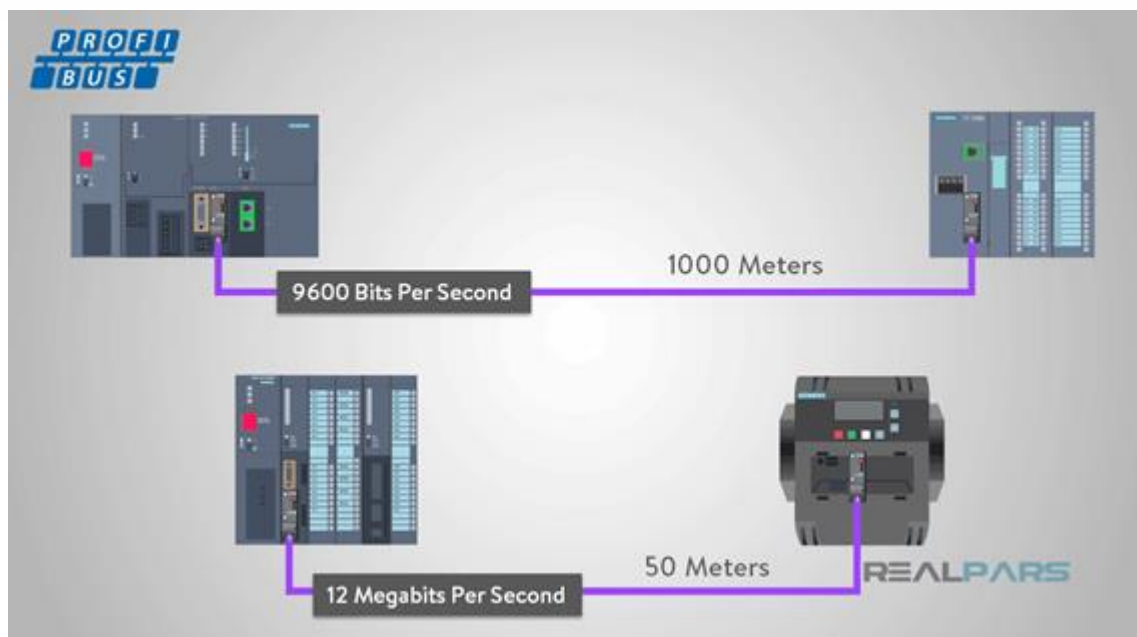 PROFI
BUS
1000 Meters
9600 Bits Per Second
50 Meters
12 Megabits Per Second
REALPARS